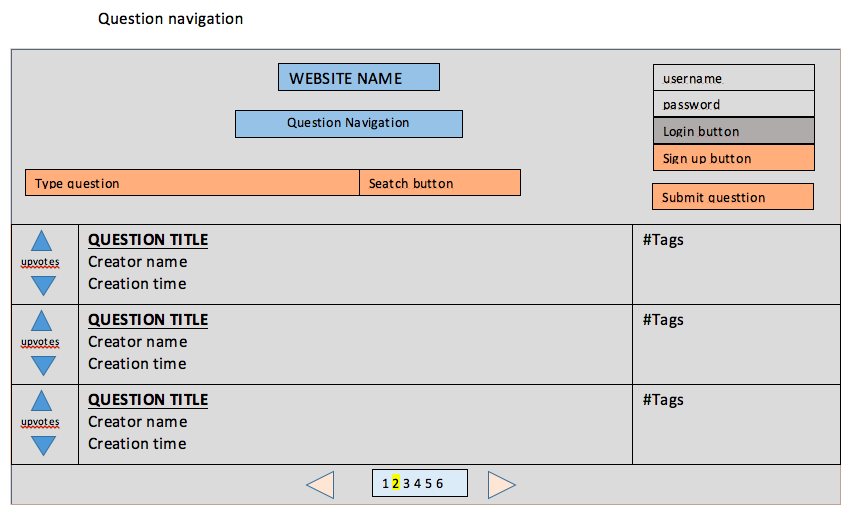 Question navigation
WEBSITE NAME
Question Navigation
username
password
Login button
Sign up button
Type question
Seatch button
Submit questtion
QUESTION TITLE
upvotes
Creator name
Creation time
#Tags
QUESTION TITLE
upvotes
Creator name
Creation time
#Tags
QUESTION TITLE
upvotes
Creator name
Creation time
#Tags
1 2 3 4 5 6